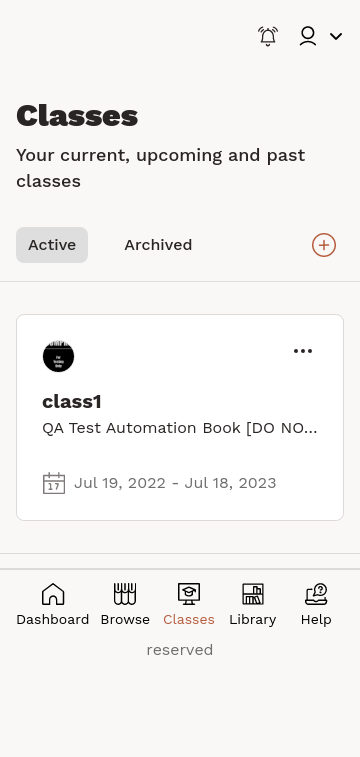 Classes
Your current, upcoming and past
classes
Active
Archived
class1
QA Test Automation Book [DO NO...
17
Jul 19, 2022 - Jul 18, 2023
Dashboard
Browse
Classes
Library
Help
reserved